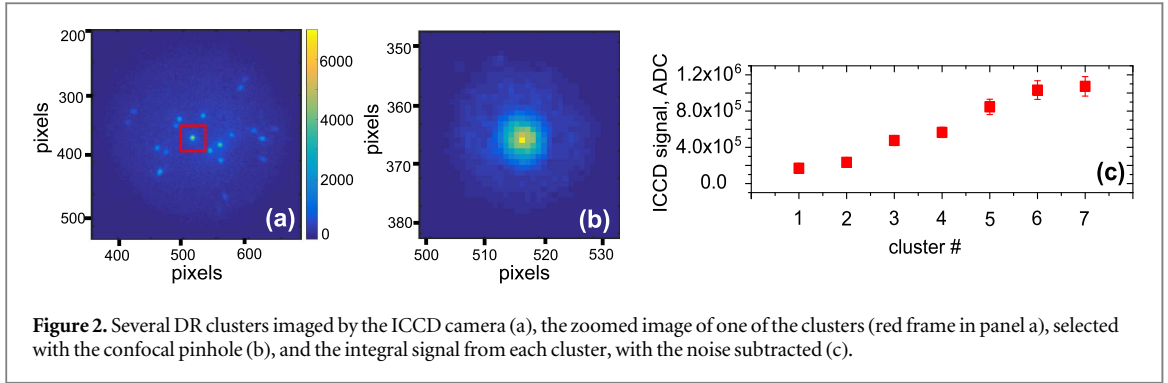 200
300
400
500
pixels
400 500 600
pixels
(a)
6000
4000
2000
0
350
360
370
380
pixels
500 510 520 530
pixels
(b)
1.2x10⁶
8.0x10⁵
4.0x10⁵
0.0
ICCD signal, ADC
1 2 3 4 5 6 7
cluster #
(c)
Figure 2. Several DR clusters imaged by the ICCD camera (a), the zoomed image of one of the clusters (red frame in panel a), selected
with the confocal pinhole (b), and the integral signal from each cluster, with the noise subtracted (c).